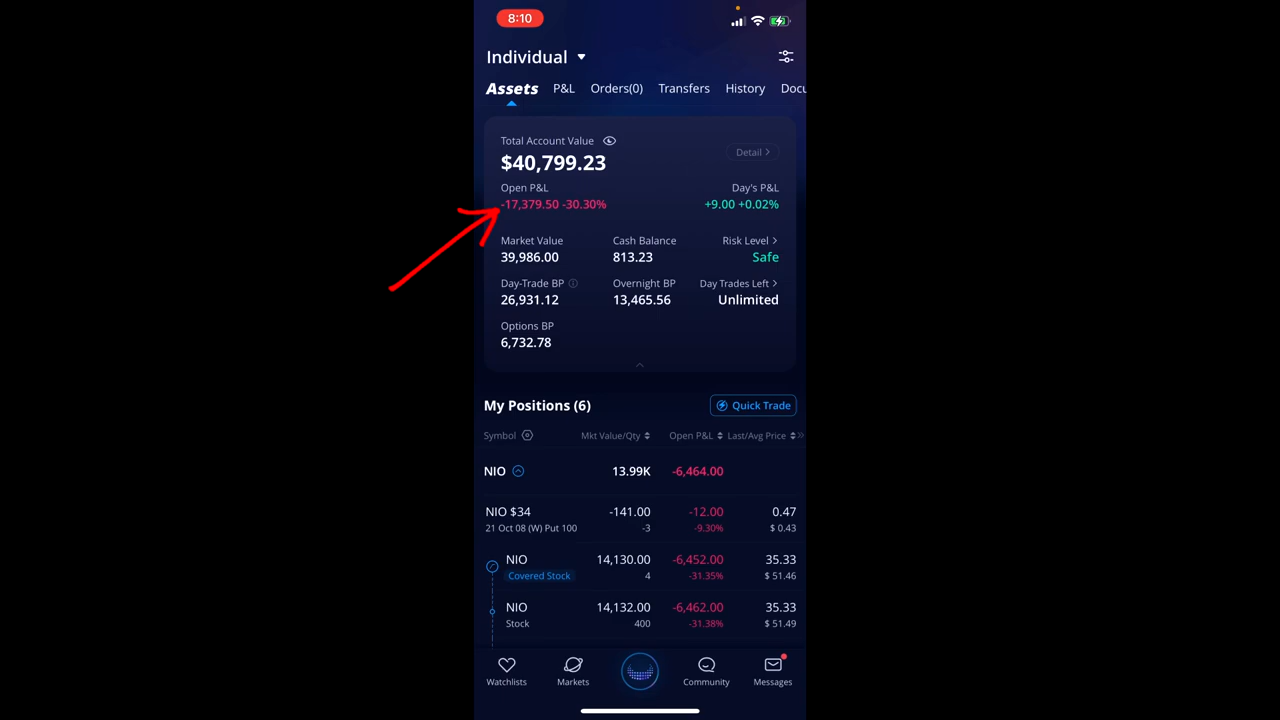 8:10
Individual
Assets P&L Orders(0) Transfers History Docu
Total Account Value
Detail >
$40,799.23
Open P&L Day's P&L
-17,379.50 -30.30% +9.00 +0.02%
Market Value Cash Balance Risk Level >
39,986.00 813.23 Safe
Day-Trade BP Overnight BP Day Trades Left >
26,931.12 13,465.56 Unlimited
Options BP
6,732.78
My Positions (6) Quick Trade
Symbol Mkt Value/Qty Open P&L Last/Avg Price
NIO 13.99K -6,464.00
NIO $34 -141.00 -12.00 0.47
21 Oct 08 (W) Put 100 -3 -9.30% $ 0.43
NIO 14,130.00 -6,452.00 35.33
Covered Stock 4 -31.35% $ 51.46
NIO 14,132.00 -6,462.00 35.33
Stock 400 -31.38% $ 51.49
Watchlists Markets Community Messages